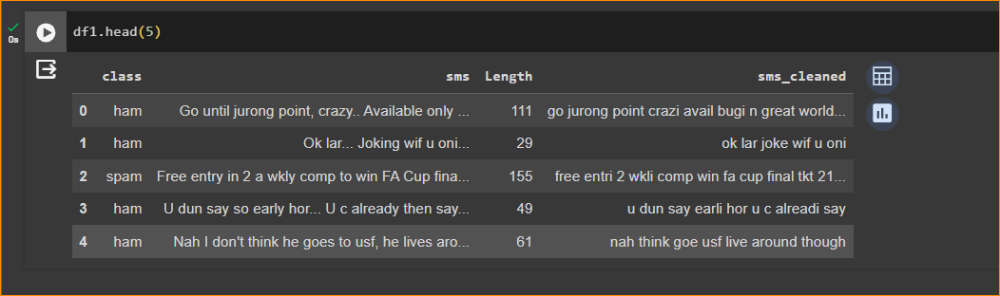 df1.head(5)
0s
class sms Length sms_cleaned
0 ham Go until jurong point, crazy.. Available only ... 111 go jurong point crazi avail bugi n great world...
1 ham Ok lar... Joking wif u oni... 29 ok lar joke wif u oni
2 spam Free entry in 2 a wkly comp to win FA Cup fina... 155 free entri 2 wkli comp win fa cup final tkt 21...
3 ham U dun say so early hor... U c already then say... 49 u dun say earli hor u c alreadi say
4 ham Nah I don't think he goes to usf, he lives aro... 61 nah think goe usf live around though